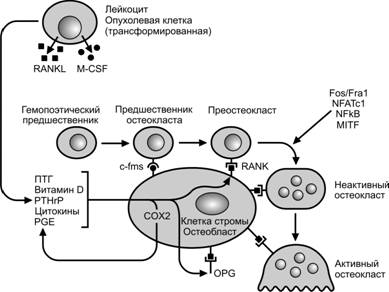 Лейкоцит
Опухолевая клетка
(трансформированная)
RANKL
M-CSF
Гемопоэтический
предшественник
Предшественник
остеокласта
Преостеокласт
Fos/Fra1
NFATc1
NFkB
MITF
c-fms
RANK
ПТГ
Витамин D
PTHrP
Цитокины
PGE
COX2
Клетка стромы
Остеобласт
OPG
Неактивный
остеокласт
Активный
остеокласт